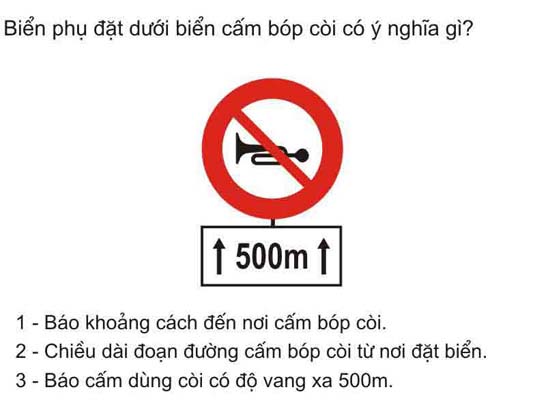 Biển phụ đặt dưới biển cấm bóp còi có ý nghĩa gì?
↑ 500m ↑
1 - Báo khoảng cách đến nơi cấm bóp còi.
2 - Chiều dài đoạn đường cấm bóp còi từ nơi đặt biển.
3 - Báo cấm dùng còi có độ vang xa 500m.